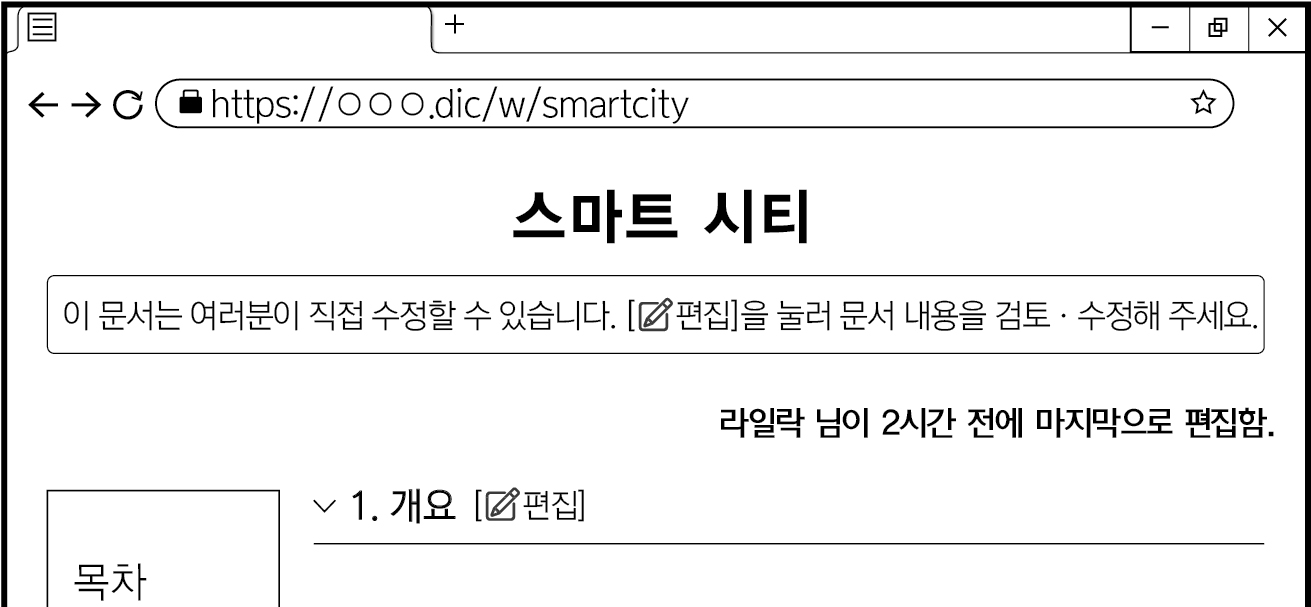 https://○○○.dic/w/smartcity
스마트 시티
이 문서는 여러분이 직접 수정할 수 있습니다. [편집]을 눌러 문서 내용을 검토 · 수정해 주세요.
라일락 님이 2시간 전에 마지막으로 편집함.
1. 개요 [편집]
목차